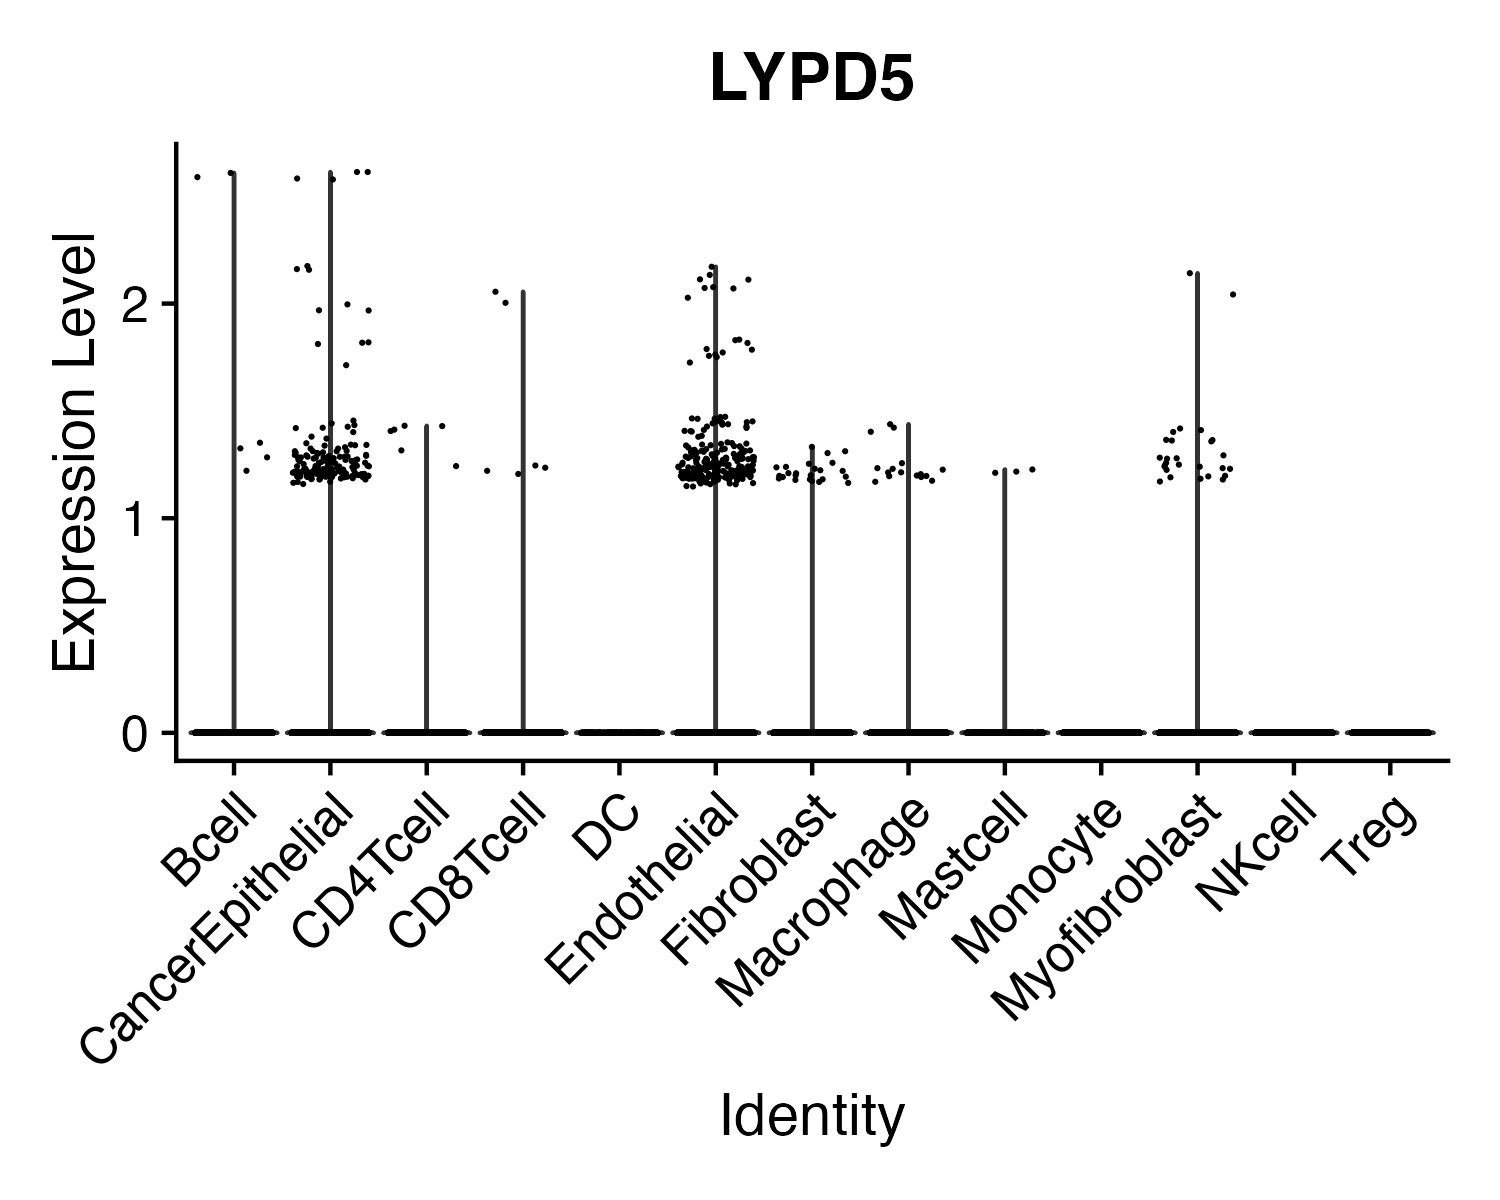 LYPD5
Expression Level
2
1
0
Bcell
CancerEpithelial
CD4Tcell
CD8Tcell
DC
Endothelial
Fibroblast
Macrophage
Mastcell
Monocyte
Myofibroblast
NKcell
Treg
Identity